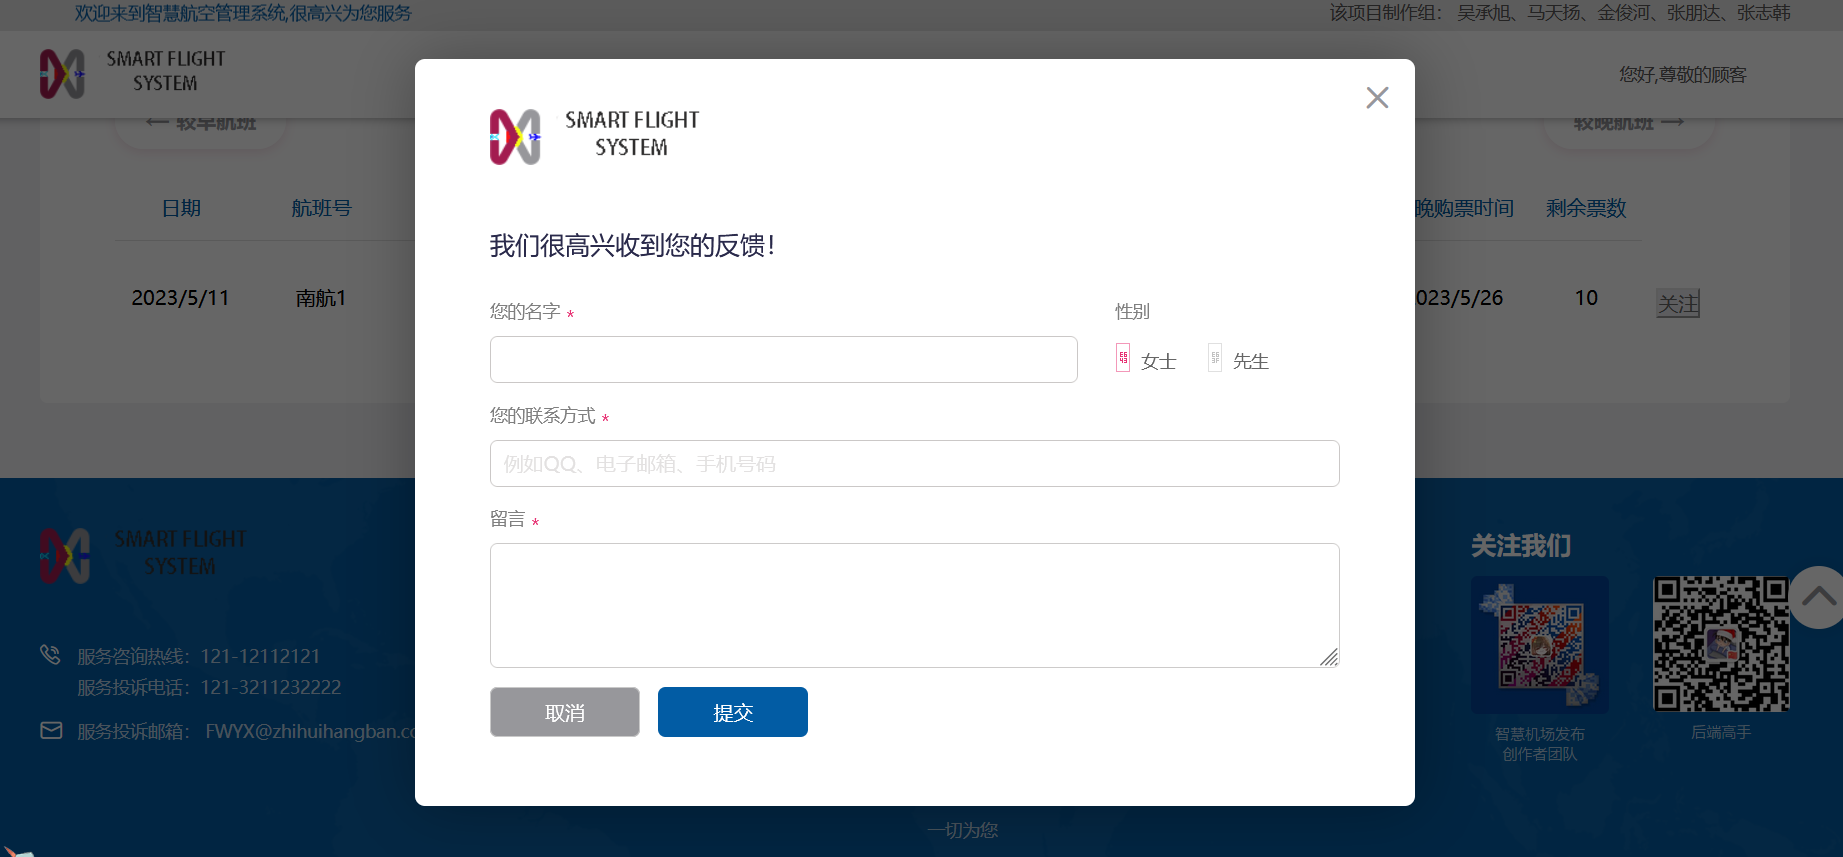 欢迎来到智慧航空管理系统,很高兴为您服务
该项目制作组： 吴承旭、马天扬、金俊河、张朋达、张志韩
SMART FLIGHT
SYSTEM
您好,尊敬的顾客
← 较早航班
较晚航班 →
SMART FLIGHT
SYSTEM
日期
航班号
晚购票时间
剩余票数
我们很高兴收到您的反馈！
2023/5/11
南航1
023/5/26
10
关注
您的名字 *
性别
女士
先生
您的联系方式 *
例如QQ、电子邮箱、手机号码
留言 *
取消
提交
SMART FLIGHT
SYSTEM
服务咨询热线：121-12112121
服务投诉电话：121-3211232222
服务投诉邮箱： FWYX@zhihuihangban.co
关注我们
智慧机场发布
创作者团队
后端高手
一切为您